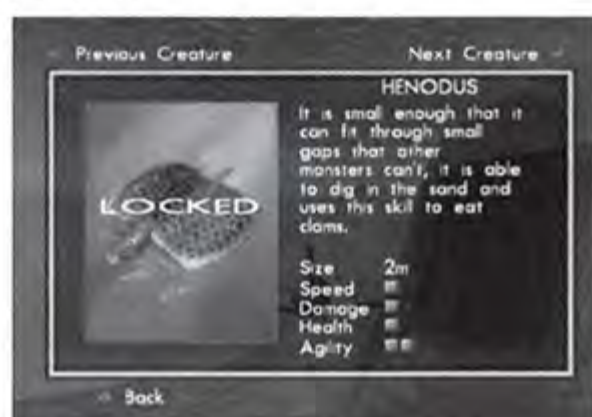 Previous Creature Next Creature
HENODUS
It is small enough that it
can fit through small
gaps that other
monsters can't, it is able
to dig in the sand and
uses this skill to eat
clams.
LOCKED
Size 2m
Speed
Damage
Health
Agility
Back